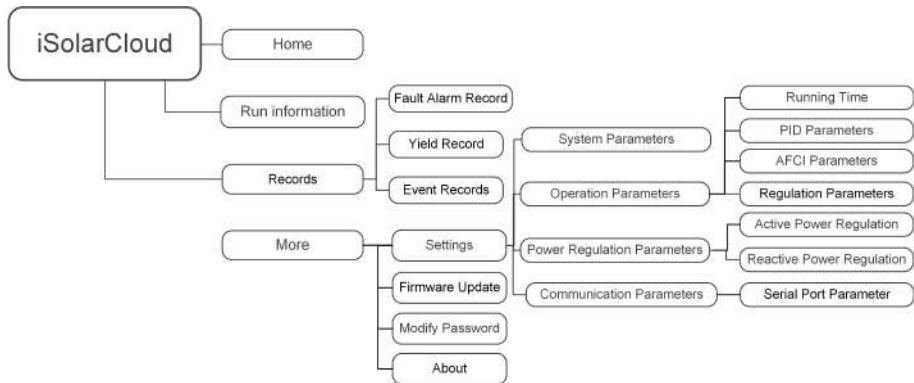 iSolarCloud
Home
Run information
Records
More
Fault Alarm Record
Yield Record
Event Records
Settings
Firmware Update
Modify Password
About
System Parameters
Operation Parameters
Power Regulation Parameters
Communication Parameters
Running Time
PID Parameters
AFCI Parameters
Regulation Parameters
Active Power Regulation
Reactive Power Regulation
Serial Port Parameter